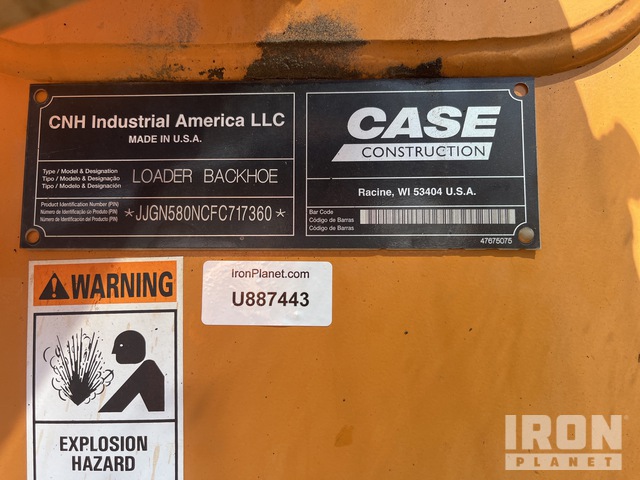 CNH Industrial America LLC
MADE IN U.S.A.
Type / Model & Designation
Tipo / Modelo & Designação
Tipo / Modelo & Designación
LOADER BACKHOE
Product Identification Number (PIN)
Número de Identificação do Produto (PIN)
Número de Identificación del Producto (PIN)
*JJGN580NCFC717360*
CASE
CONSTRUCTION
Racine, WI 53404 U.S.A.
Bar Code
Código de Barras
Código de Barras
47675075
WARNING
EXPLOSION
HAZARD
IronPlanet.com
U887443
IRON
PLANET